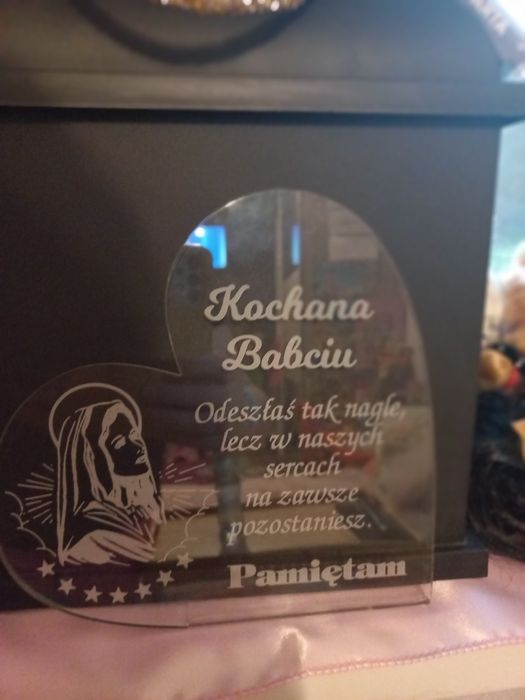 Kochana
Babciu
Odeszłaś tak nagle,
lecz w naszych
sercach
na zawsze
pozostaniesz.
Pamiętam